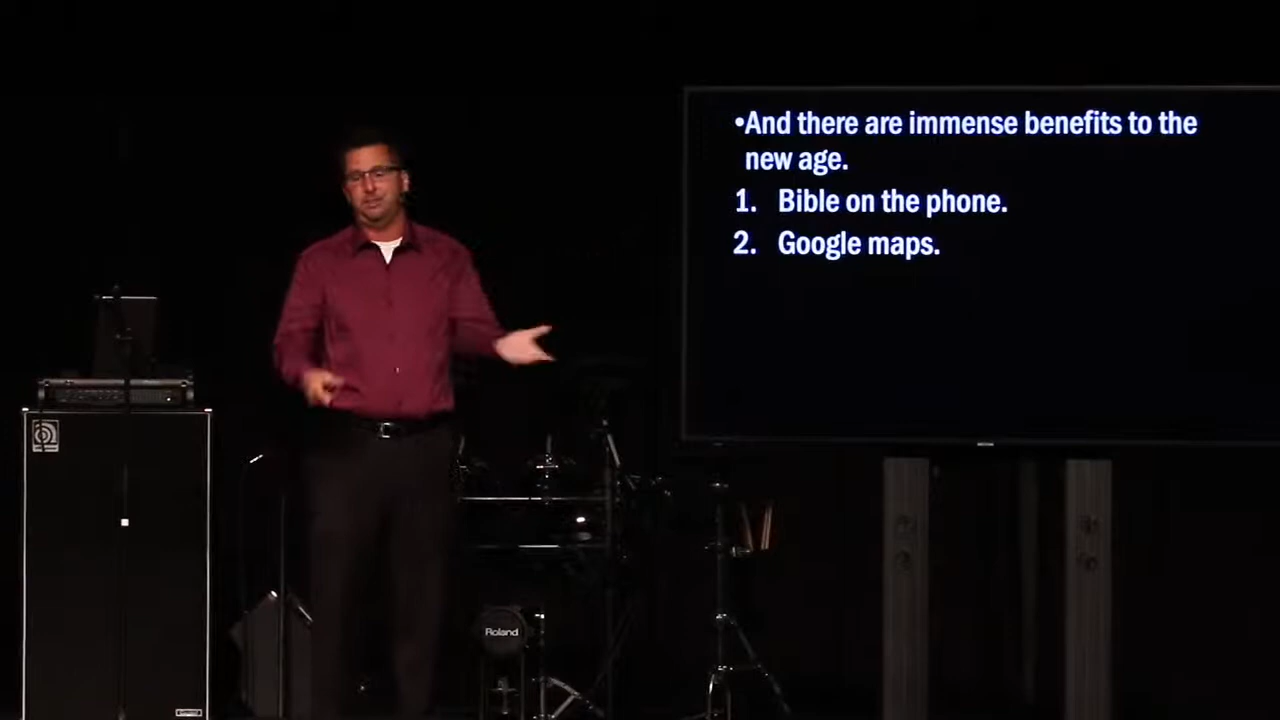 •And there are immense benefits to the
new age.
1. Bible on the phone.
2. Google maps.
Roland